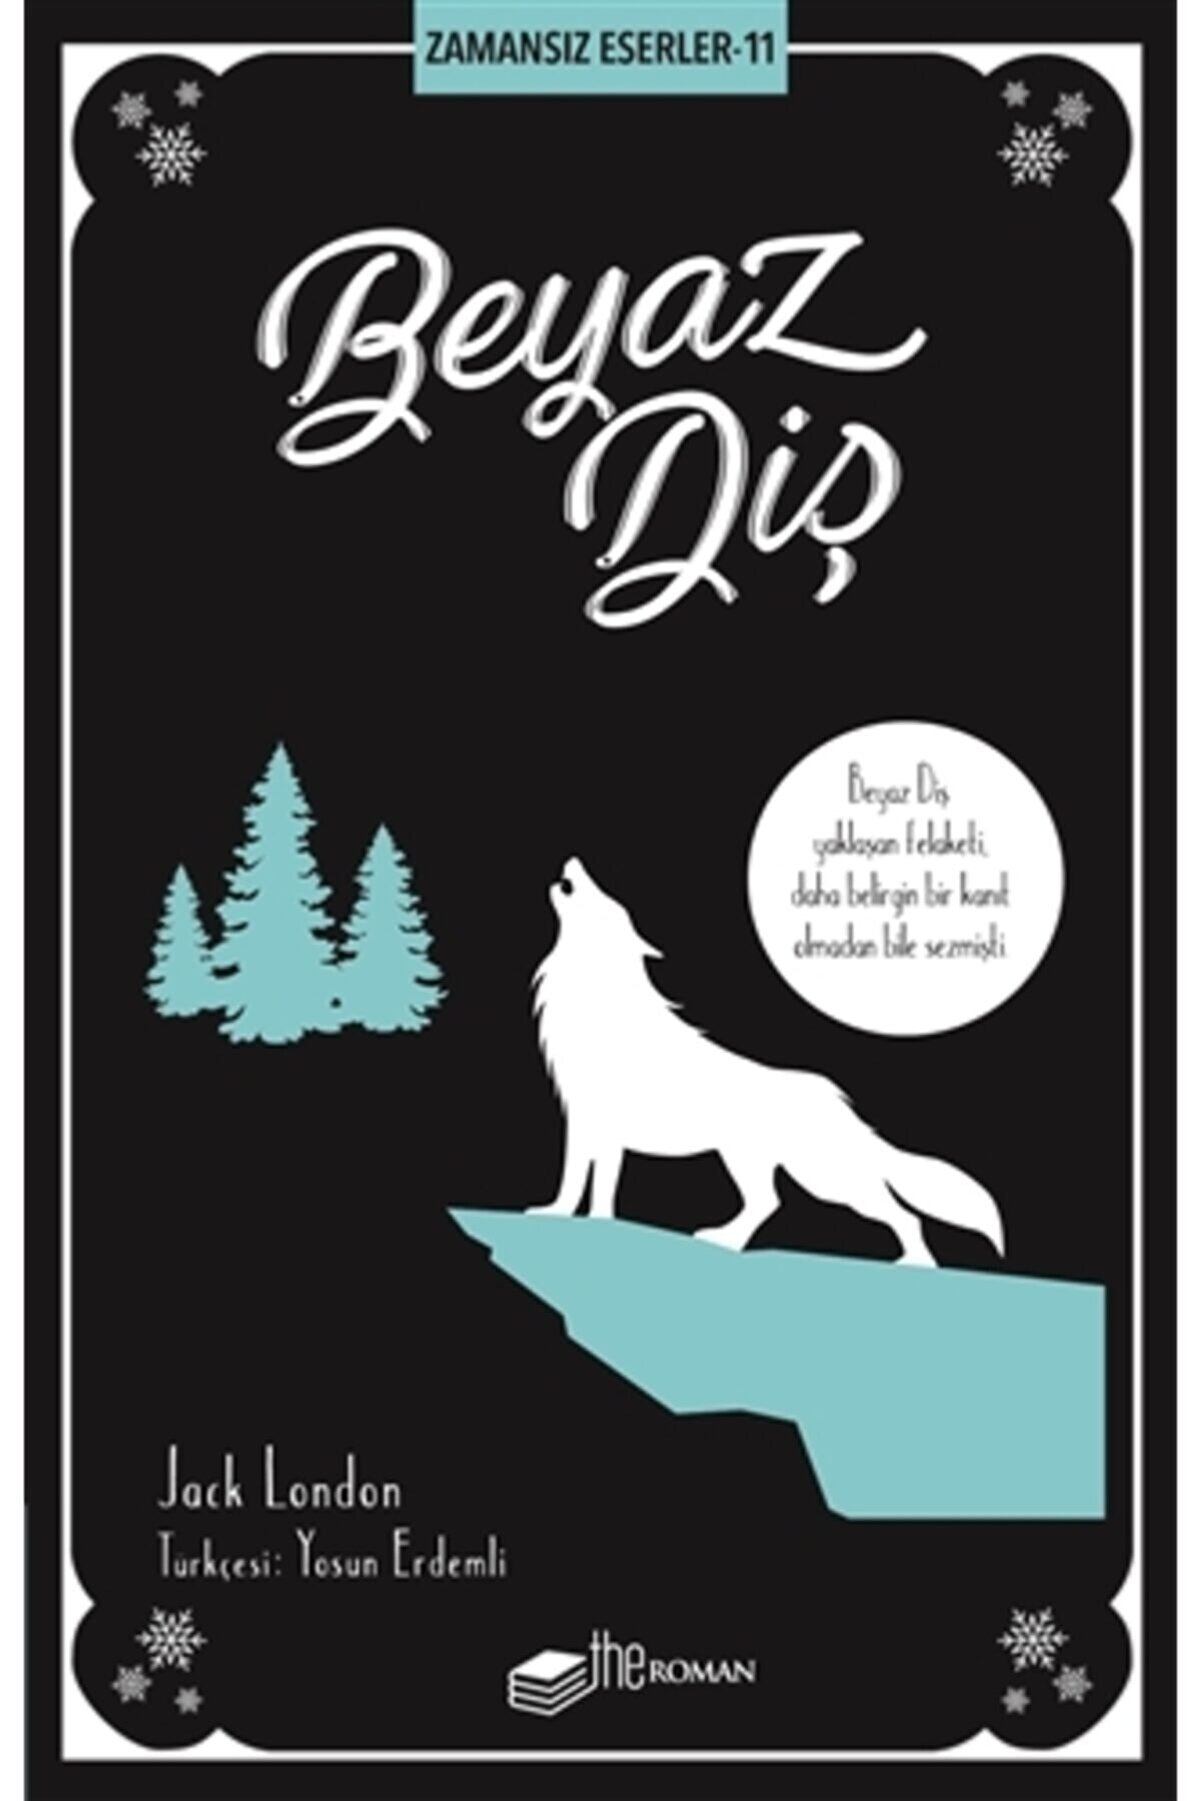 ZAMANSIZ ESERLER-11
Beyaz
Diş
Beyaz Diş
yaklaşan felaketi,
daha belirgin bir kanıt
olmadan bile sezmişti.
Jack London
Türkçesi: Yosun Erdemli
the ROMAN